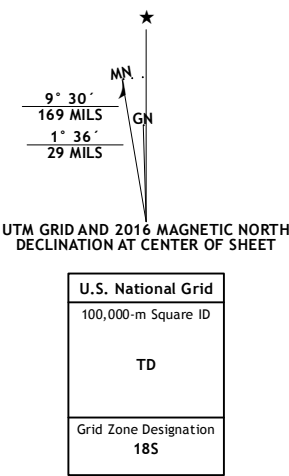 MN
9° 30´
169 MILS
GN
1° 36´
29 MILS
UTM GRID AND 2016 MAGNETIC NORTH
DECLINATION AT CENTER OF SHEET
U.S. National Grid
100,000-m Square ID
TD
Grid Zone Designation
18S